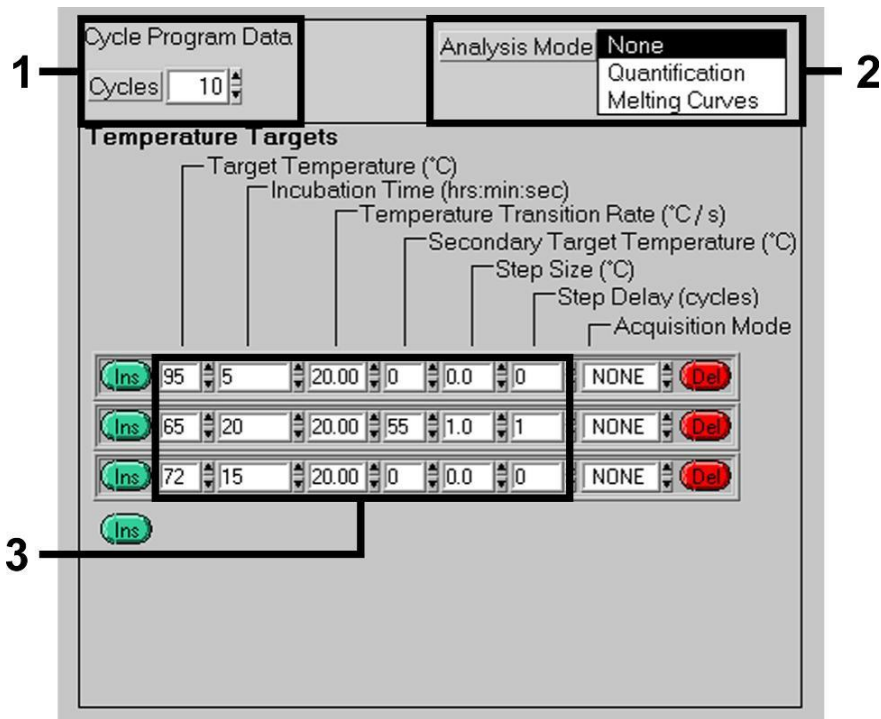 Cycle Program Data
Cycles 10
Analysis Mode None
Quantification
Melting Curves
1
2
Temperature Targets
Target Temperature (°C)
Incubation Time (hrs:min:sec)
Temperature Transition Rate (°C / s)
Secondary Target Temperature (°C)
Step Size (°C)
Step Delay (cycles)
Acquisition Mode
Ins 95 5 20.00 0 0.0 0 NONE Del
Ins 65 20 20.00 55 1.0 1 NONE Del
Ins 72 15 20.00 0 0.0 0 NONE Del
Ins
3